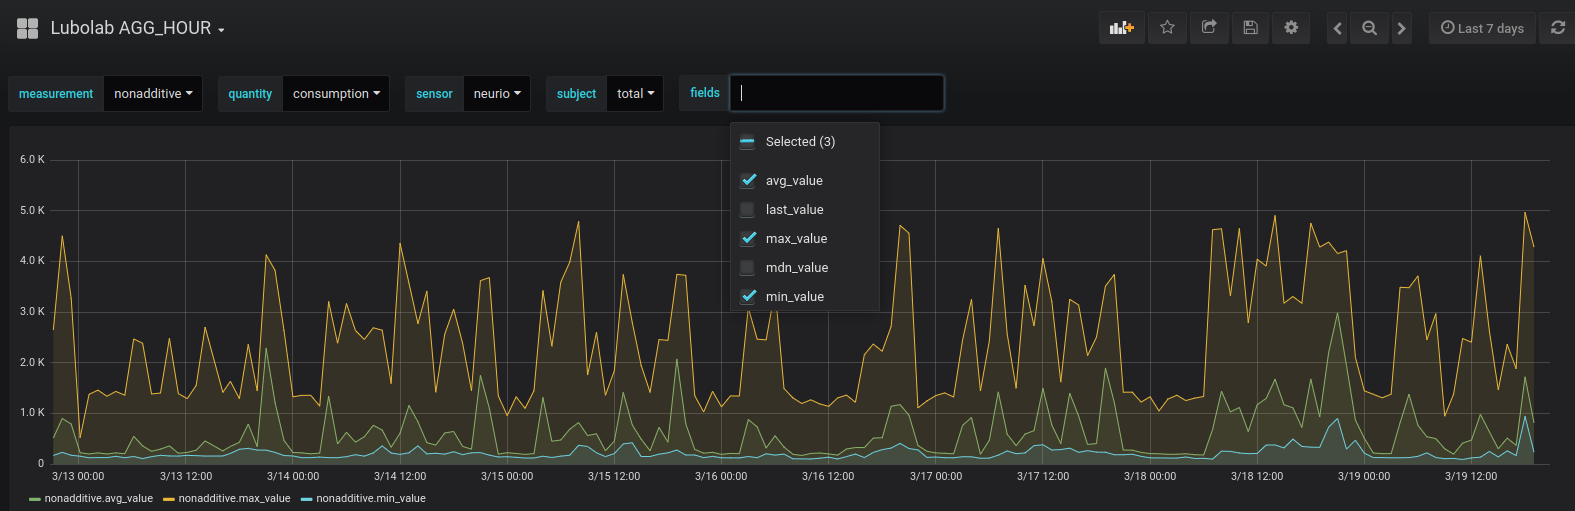 Lubolab AGG_HOUR
Last 7 days
measurement nonadditive quantity consumption sensor neurio subject total fields
Selected (3)
avg_value
last_value
max_value
mdn_value
min_value
6.0 K
5.0 K
4.0 K
3.0 K
2.0 K
1.0 K
0
3/13 00:00 3/13 12:00 3/14 00:00 3/14 12:00 3/15 00:00 3/15 12:00 3/16 00:00 3/16 12:00 3/17 00:00 3/17 12:00 3/18 00:00 3/18 12:00 3/19 00:00 3/19 12:00
nonadditive.avg_value nonadditive.max_value nonadditive.min_value